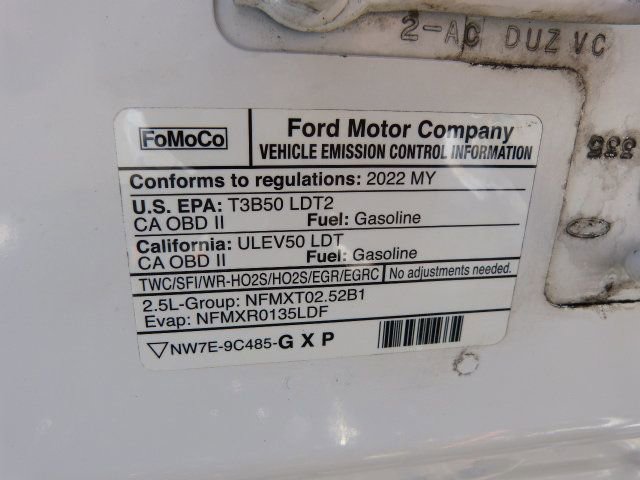 2-AC DUZ VC
FoMoCo
Ford Motor Company
VEHICLE EMISSION CONTROL INFORMATION
Conforms to regulations: 2022 MY
U.S. EPA: T3B50 LDT2
CA OBD II Fuel: Gasoline
California: ULEV50 LDT
CA OBD II Fuel: Gasoline
TWC/SFI/WR-HO2S/HO2S/EGR/EGRC No adjustments needed.
2.5L-Group: NFMXT02.52B1
Evap: NFMXR0135LDF
NW7E-9C485-G X P